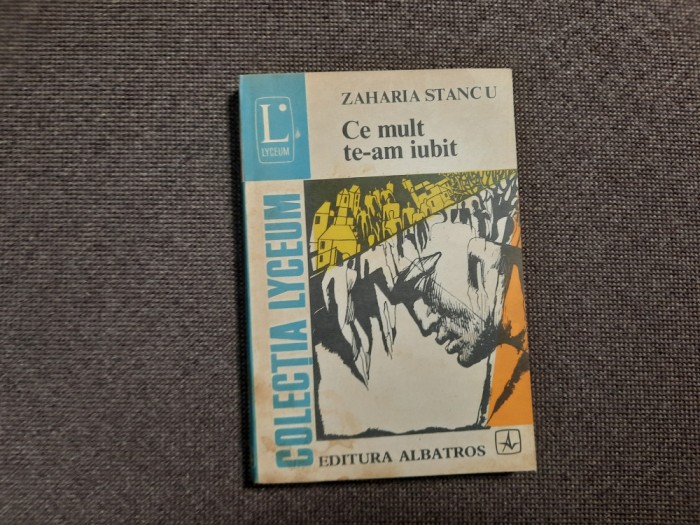 L
LYCEUM
ZAHARIA STANCU
Ce mult
te-am iubit
COLECȚIA LYCEUM
EDITURA ALBATROS